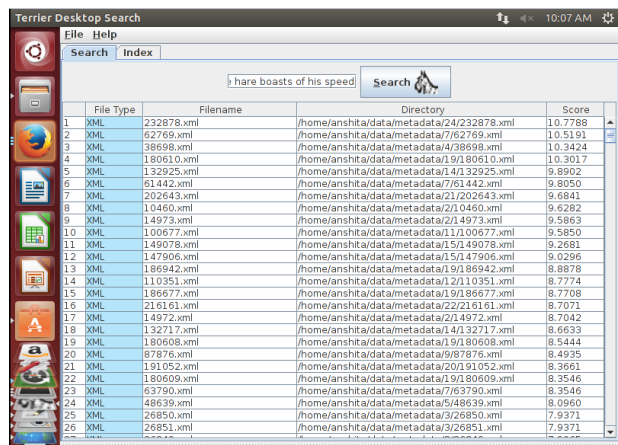 Terrier Desktop Search 10:07 AM
File Help
Search Index
hare boasts of his speed Search
File Type Filename Directory Score
1 XML 232878.xml /home/anshita/data/metadata/24/232878.xml 10.7788
2 XML 62769.xml /home/anshita/data/metadata/7/62769.xml 10.5191
3 XML 38698.xml /home/anshita/data/metadata/4/38698.xml 10.3424
4 XML 180610.xml /home/anshita/data/metadata/19/180610.xml 10.3017
5 XML 132925.xml /home/anshita/data/metadata/14/132925.xml 9.8902
6 XML 61442.xml /home/anshita/data/metadata/7/61442.xml 9.8050
7 XML 202643.xml /home/anshita/data/metadata/21/202643.xml 9.6841
8 XML 10460.xml /home/anshita/data/metadata/2/10460.xml 9.6282
9 XML 14973.xml /home/anshita/data/metadata/2/14973.xml 9.5863
10 XML 100677.xml /home/anshita/data/metadata/11/100677.xml 9.5850
11 XML 149078.xml /home/anshita/data/metadata/15/149078.xml 9.2681
12 XML 147906.xml /home/anshita/data/metadata/15/147906.xml 9.0296
13 XML 186942.xml /home/anshita/data/metadata/19/186942.xml 8.8878
14 XML 110351.xml /home/anshita/data/metadata/12/110351.xml 8.7774
15 XML 186677.xml /home/anshita/data/metadata/19/186677.xml 8.7708
16 XML 216161.xml /home/anshita/data/metadata/22/216161.xml 8.7071
17 XML 14972.xml /home/anshita/data/metadata/2/14972.xml 8.7042
18 XML 132717.xml /home/anshita/data/metadata/14/132717.xml 8.6633
19 XML 180608.xml /home/anshita/data/metadata/19/180608.xml 8.5444
20 XML 87876.xml /home/anshita/data/metadata/9/87876.xml 8.4935
21 XML 191052.xml /home/anshita/data/metadata/20/191052.xml 8.3661
22 XML 180609.xml /home/anshita/data/metadata/19/180609.xml 8.3546
23 XML 63790.xml /home/anshita/data/metadata/7/63790.xml 8.3546
24 XML 48639.xml /home/anshita/data/metadata/5/48639.xml 8.0960
25 XML 26850.xml /home/anshita/data/metadata/3/26850.xml 7.9371
26 XML 26851.xml /home/anshita/data/metadata/3/26851.xml 7.9371